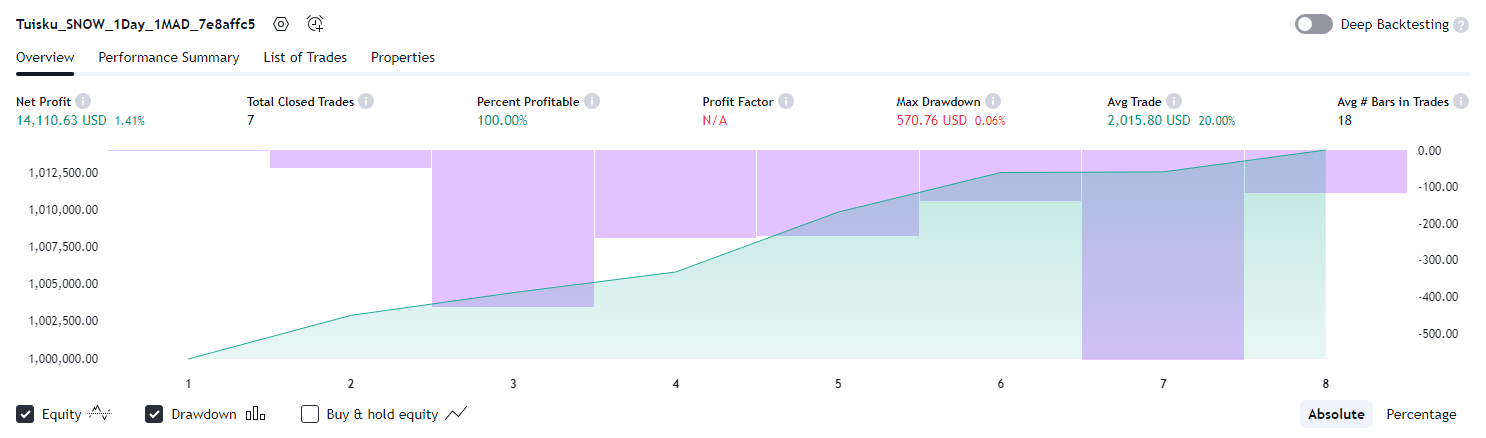 Tuisku_SNOW_1Day_1MAD_7e8affc5
Deep Backtesting ?
Overview Performance Summary List of Trades Properties
Net Profit Total Closed Trades Percent Profitable Profit Factor Max Drawdown Avg Trade Avg # Bars in Trades
14,110.63 USD 1.41% 7 100.00% N/A 570.76 USD 0.06% 2,015.80 USD 20.00% 18
0.00
1,012,500.00
-100.00
1,010,000.00
-200.00
1,007,500.00
-300.00
1,005,000.00
-400.00
1,002,500.00
-500.00
1,000,000.00
1 2 3 4 5 6 7 8
Equity Drawdown Buy & hold equity Absolute Percentage